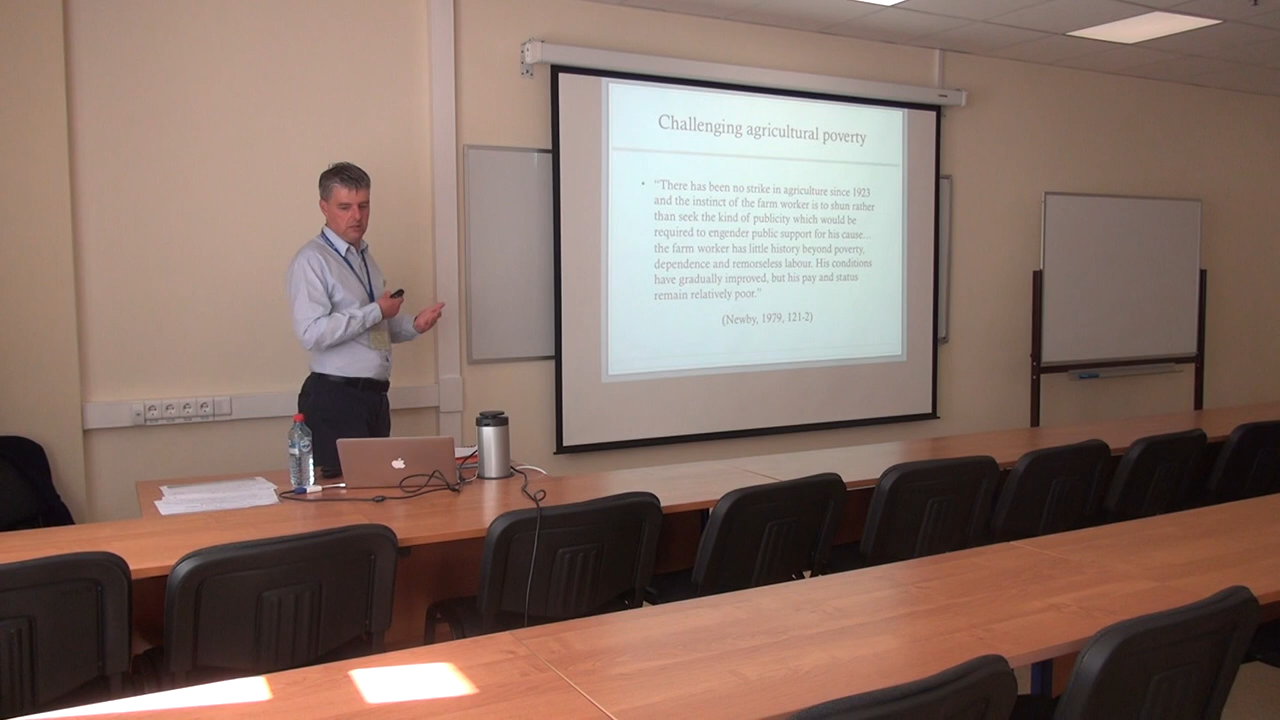 Challenging agricultural poverty
• “There has been no strike in agriculture since 1923
and the instinct of the farm worker is to shun rather
than seek the kind of publicity which would be
required to engender public support for his cause…
the farm worker has little history beyond poverty,
dependence and remorseless labour. His conditions
have gradually improved, but his pay and status
remain relatively poor.”
(Newby, 1979, 121-2)